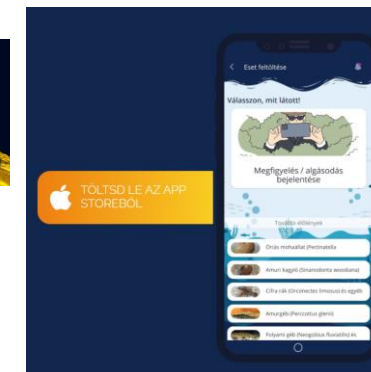 Eset feltöltése
Válasszon, mit látott!
Megfigyelés / algásodás
bejelentése
TÖLTSD LE AZ APP
STOREBÓL
További élőlények
Óriás mohaállat (Pectinatella
Amuri kagyló (Sinanodonta woodiana)
Cifra rák (Orconectes limosus) és egyéb
Amurgéb (Perccottus glenii)
Folyami géb (Neogobius fluviatilis) és